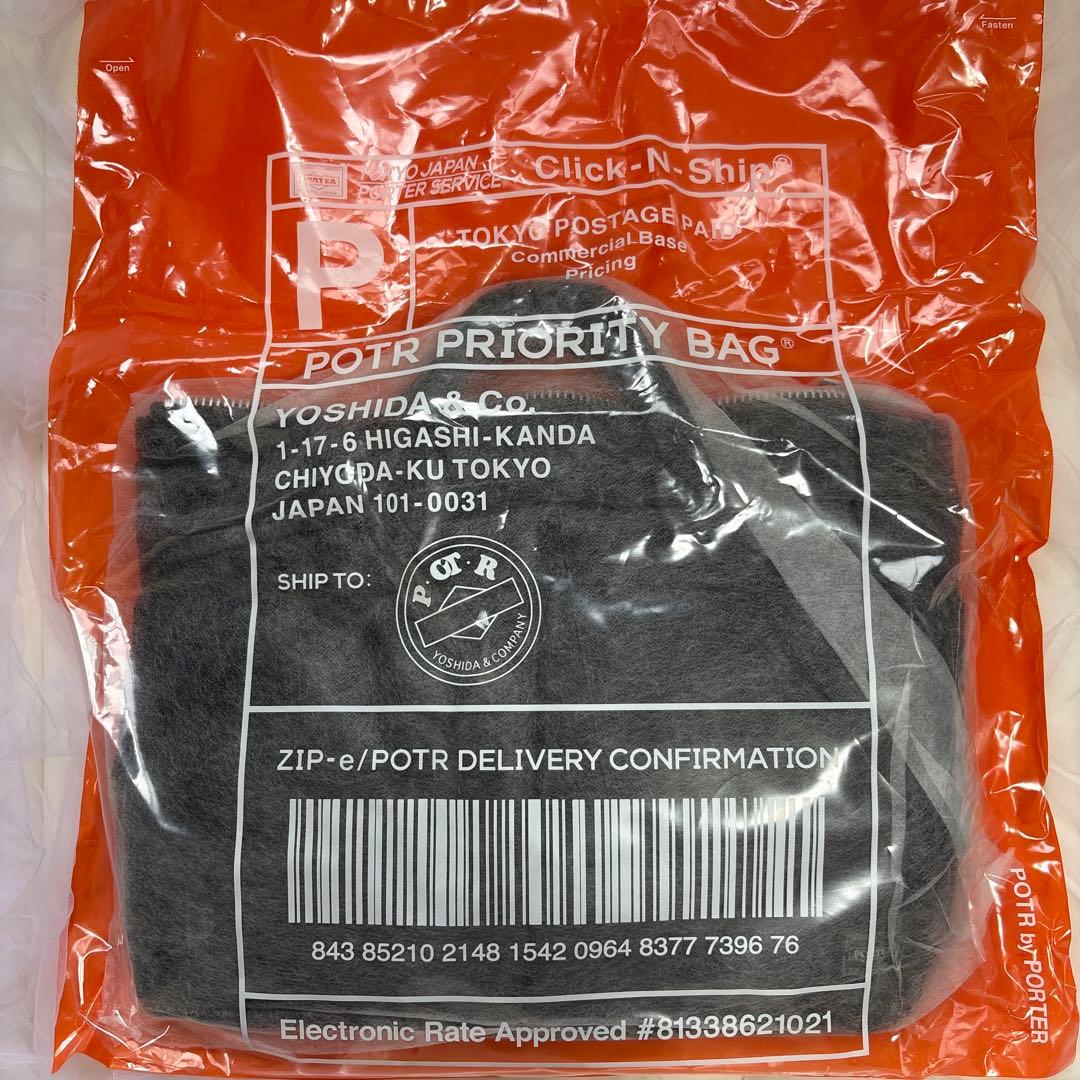 Open
Fasten
PORTER
TOKYO JAPAN
PORTER SERVICE
Click-N-Ship®
P
TOKYO POSTAGE PAID
Commercial Base
Pricing
POTR PRIORITY BAG®
YOSHIDA & Co.
1-17-6 HIGASHI-KANDA
CHIYODA-KU TOKYO
JAPAN 101-0031
SHIP TO:
P·OT·R
YOSHIDA & COMPANY
ZIP-e/POTR DELIVERY CONFIRMATION
843 85210 2148 1542 0964 8377 7396 76
Electronic Rate Approved #81338621021
POTR by PORTER